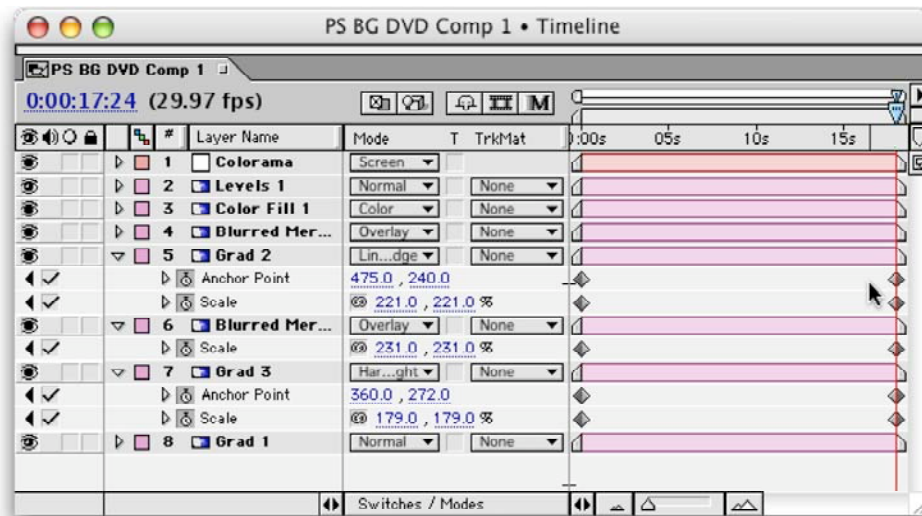 PS BG DVD Comp 1 • Timeline
PS BG DVD Comp 1
0:00:17:24 (29.97 fps)
M
# Layer Name Mode T TrkMat ):00s 05s 10s 15s
1 Colorama Screen
2 Levels 1 Normal None
3 Color Fill 1 Color None
4 Blurred Mer... Overlay None
5 Grad 2 Lin...dge None
Anchor Point 475.0 , 240.0
Scale 221.0 , 221.0 %
6 Blurred Mer... Overlay None
Scale 231.0 , 231.0 %
7 Grad 3 Har...ght None
Anchor Point 360.0 , 272.0
Scale 179.0 , 179.0 %
8 Grad 1 Normal None
Switches / Modes